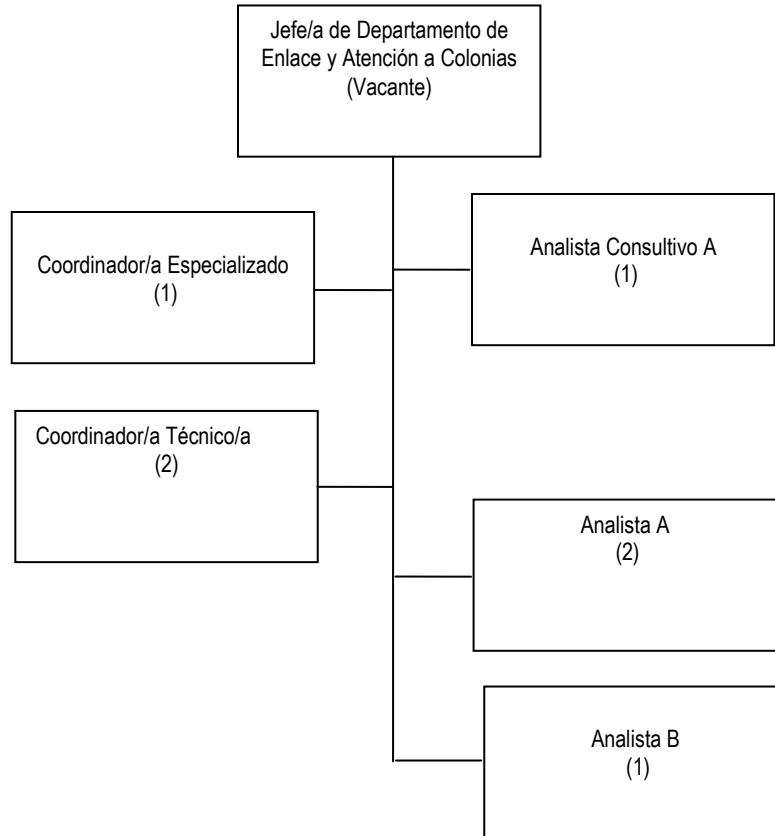 Jefe/a de Departamento de
Enlace y Atención a Colonias
(Vacante)
Coordinador/a Especializado
(1)
Analista Consultivo A
(1)
Coordinador/a Técnico/a
(2)
Analista A
(2)
Analista B
(1)